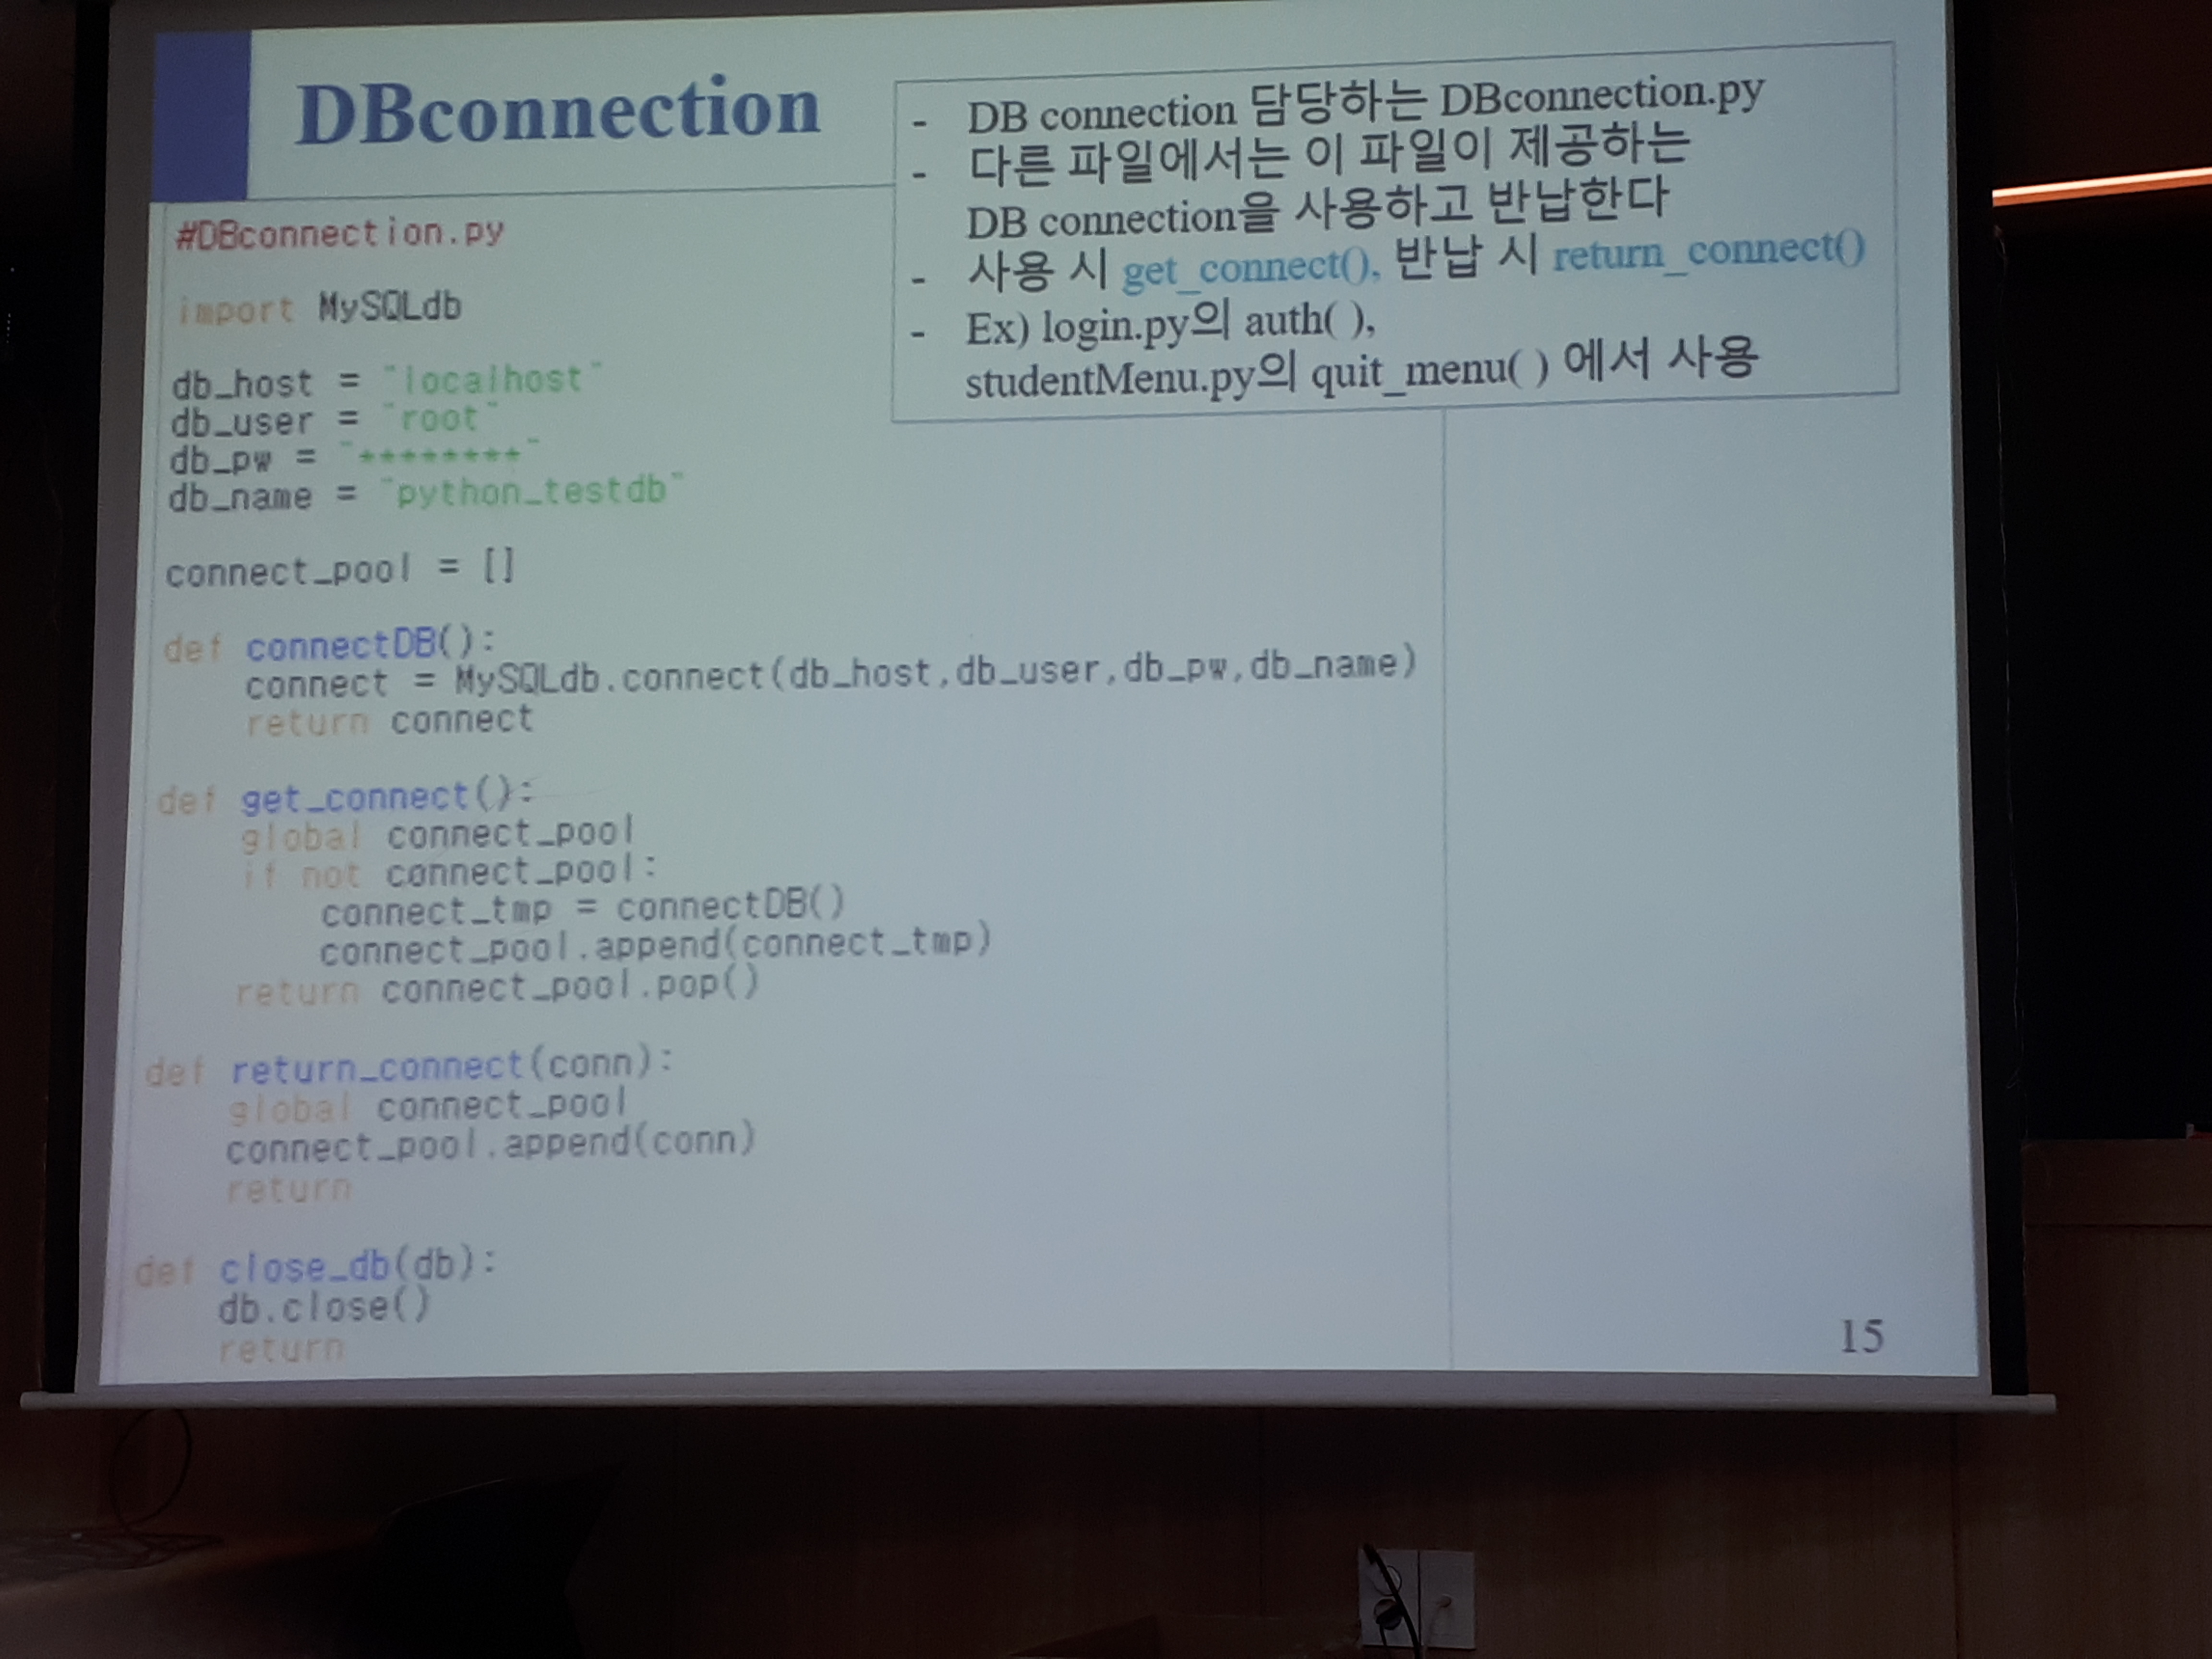 DBconnection
- DB connection 담당하는 DBconnection.py
- 다른 파일에서는 이 파일이 제공하는
DB connection을 사용하고 반납한다
- 사용 시 get_connect(), 반납 시 return_connect()
- Ex) login.py의 auth( ),
studentMenu.py의 quit_menu( ) 에서 사용
#DBconnection.py
import MySQLdb
db_host = "localhost"
db_user = "root"
db_pw = "********"
db_name = "python_testdb"
connect_pool = []
def connectDB():
connect = MySQLdb.connect(db_host,db_user,db_pw,db_name)
return connect
def get_connect():
global connect_pool
if not connect_pool:
connect_tmp = connectDB()
connect_pool.append(connect_tmp)
return connect_pool.pop()
def return_connect(conn):
global connect_pool
connect_pool.append(conn)
return
def close_db(db):
db.close()
return
15